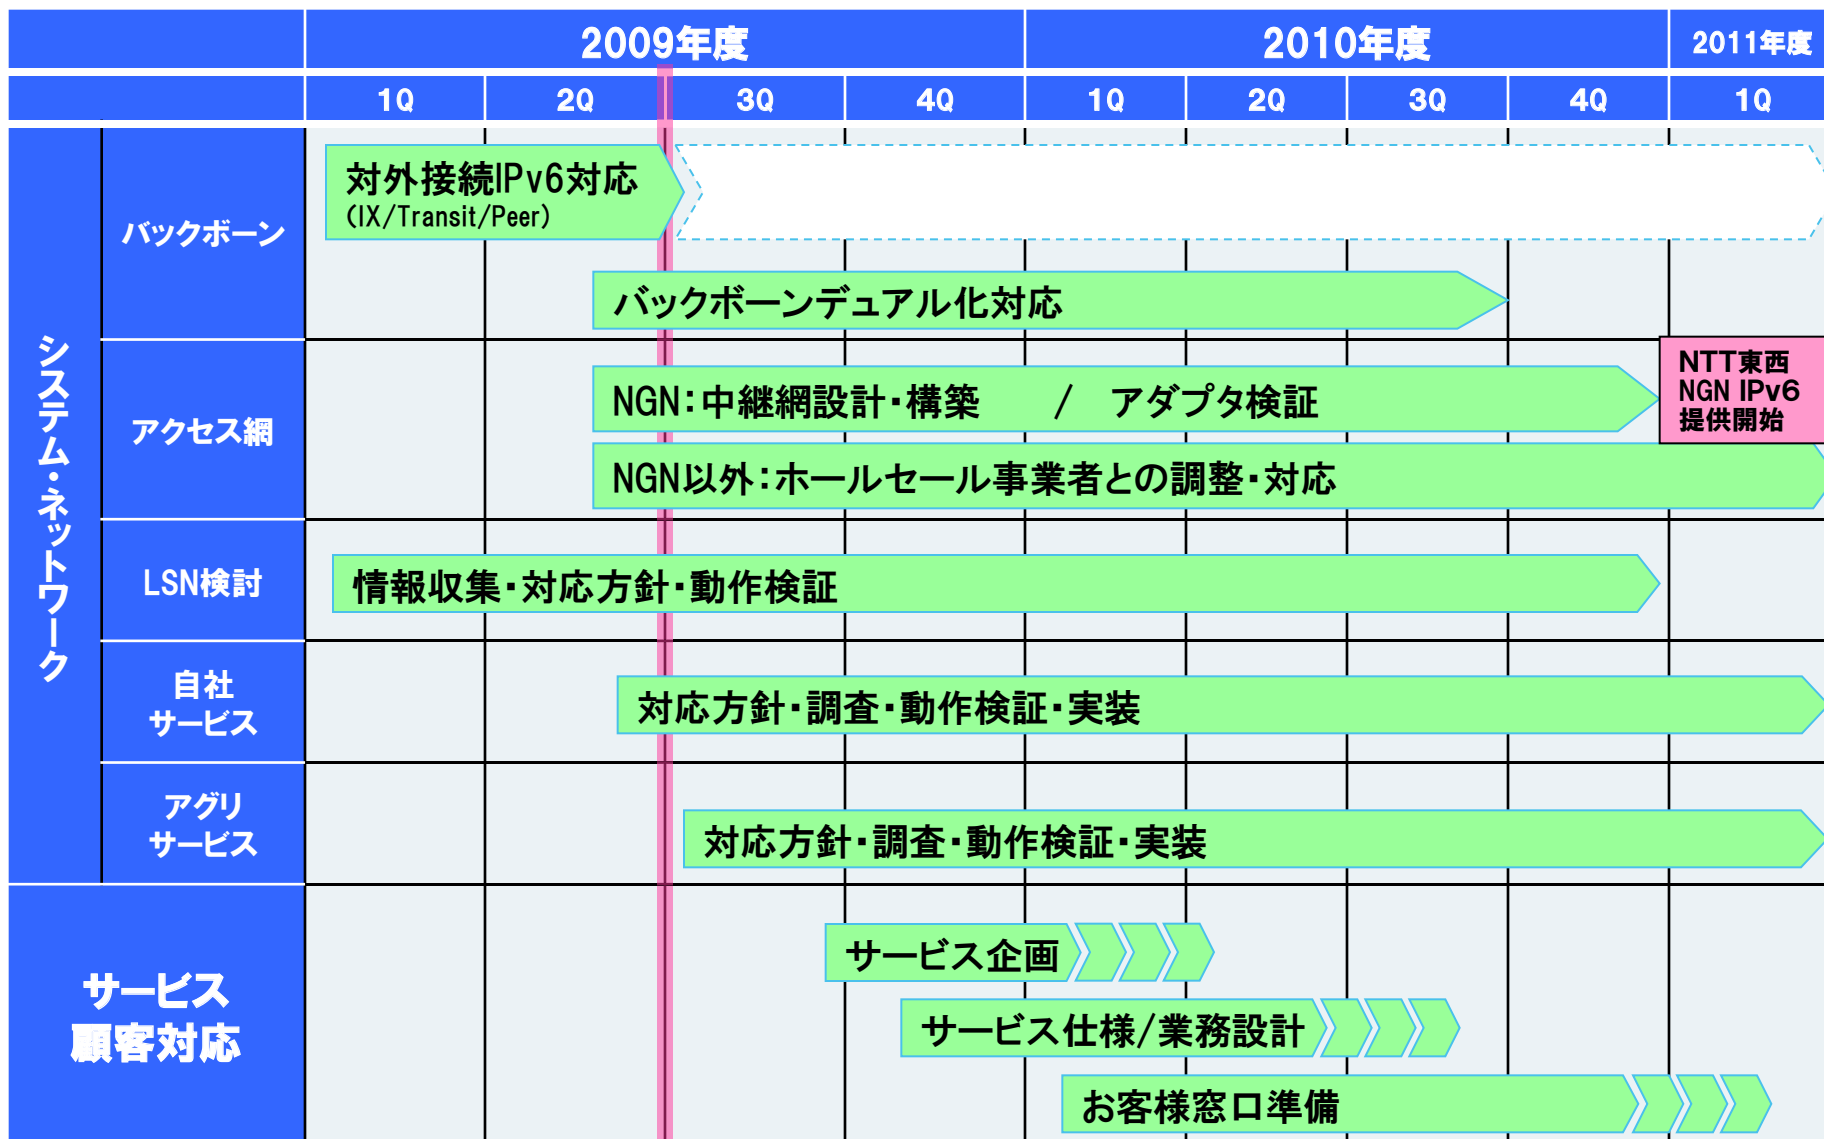 2009年度
2010年度
2011年度
1Q
2Q
3Q
4Q
1Q
2Q
3Q
4Q
1Q
システム・ネットワーク
バックボーン
対外接続IPv6対応
(IX/Transit/Peer)
バックボーンデュアル化対応
アクセス網
NGN:中継網設計・構築 / アダプタ検証
NTT東西
NGN IPv6
提供開始
NGN以外:ホールセール事業者との調整・対応
LSN検討
情報収集・対応方針・動作検証
自社
サービス
対応方針・調査・動作検証・実装
アグリ
サービス
対応方針・調査・動作検証・実装
サービス
顧客対応
サービス企画
サービス仕様/業務設計
お客様窓口準備